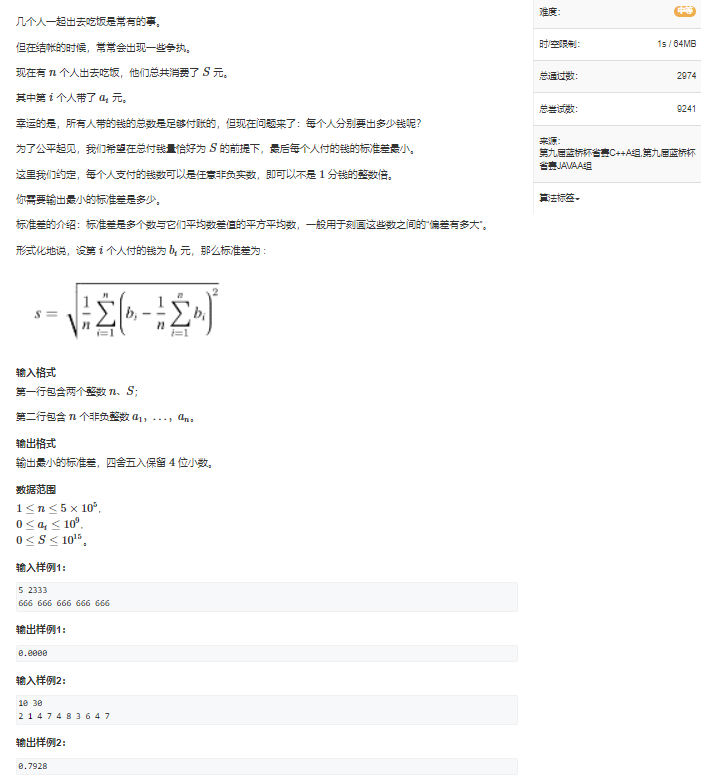 几个人一起出去吃饭是常有的事。
但在结帐的时候，常常会出现一些争执。
现在有 n 个人出去吃饭，他们总共消费了 S 元。
其中第 i 个人带了 a_i 元。
幸运的是，所有人带的钱的总数是足够付账的，但现在问题来了：每个人分别要出多少钱呢？
为了公平起见，我们希望在总付钱量恰好为 S 的前提下，最后每个人付的钱的标准差最小。
这里我们约定，每个人支付的钱数可以是任意非负实数，即可以不是 1 分钱的整数倍。
你需要输出最小的标准差是多少。
标准差的介绍：标准差是多个数与它们平均数差值的平方平均数，一般用于刻画这些数之间的“偏差有多大”。
形式化地说，设第 i 个人付的钱为 b_i 元，那么标准差为：
s = √(1/n ∑_{i=1}^{n} (b_i − 1/n ∑_{i=1}^{n} b_i)²)
输入格式
第一行包含两个整数 n、S；
第二行包含 n 个非负整数 a_1, ..., a_n。
输出格式
输出最小的标准差，四舍五入保留 4 位小数。
数据范围
1 ≤ n ≤ 5 × 10^5,
0 ≤ a_i ≤ 10^9,
0 ≤ S ≤ 10^15。
输入样例1：
5 2333
666 666 666 666 666
输出样例1：
0.0000
输入样例2：
10 30
2 1 4 7 4 8 3 6 4 7
输出样例2：
0.7928
难度： 中等
时/空限制： 1s / 64MB
总通过数： 2974
总尝试数： 9241
来源：
第九届蓝桥杯省赛C++A组,第九届蓝桥杯
省赛JAVAA组
算法标签